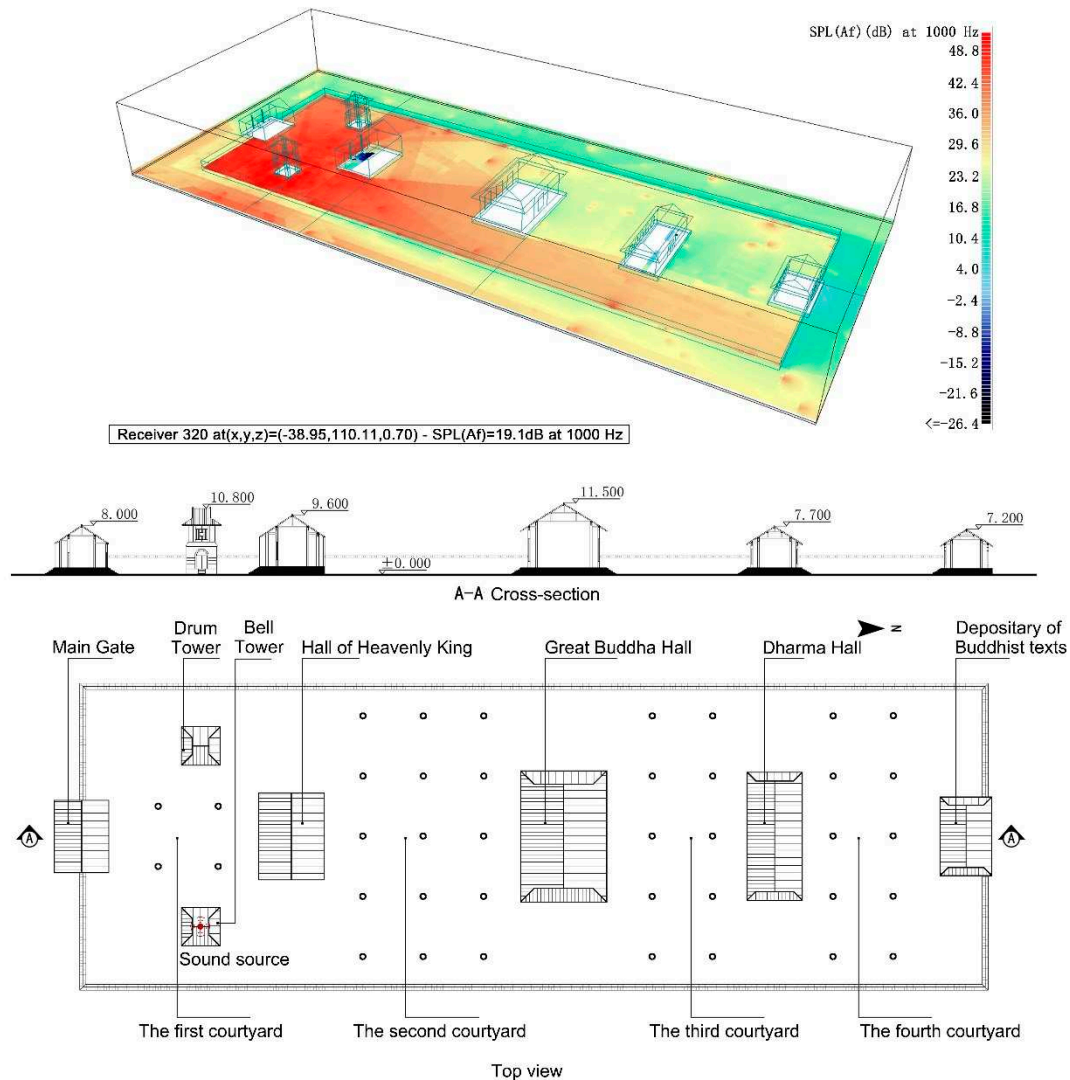 SPL(Af)(dB) at 1000 Hz
48.8
42.4
36.0
29.6
23.2
16.8
10.4
4.0
-2.4
-8.8
-15.2
-21.6
<=-26.4
Receiver 320 at(x,y,z)=(-38.95,110.11,0.70) - SPL(Af)=19.1dB at 1000 Hz
8.000
10.800
9.600
±0.000
11.500
7.700
7.200
A-A Cross-section
Main Gate
Drum
Tower
Bell
Tower
Hall of Heavenly King
Great Buddha Hall
Dharma Hall
N
Depositary of
Buddhist texts
A
A
Sound source
The first courtyard
The second courtyard
The third courtyard
The fourth courtyard
Top view